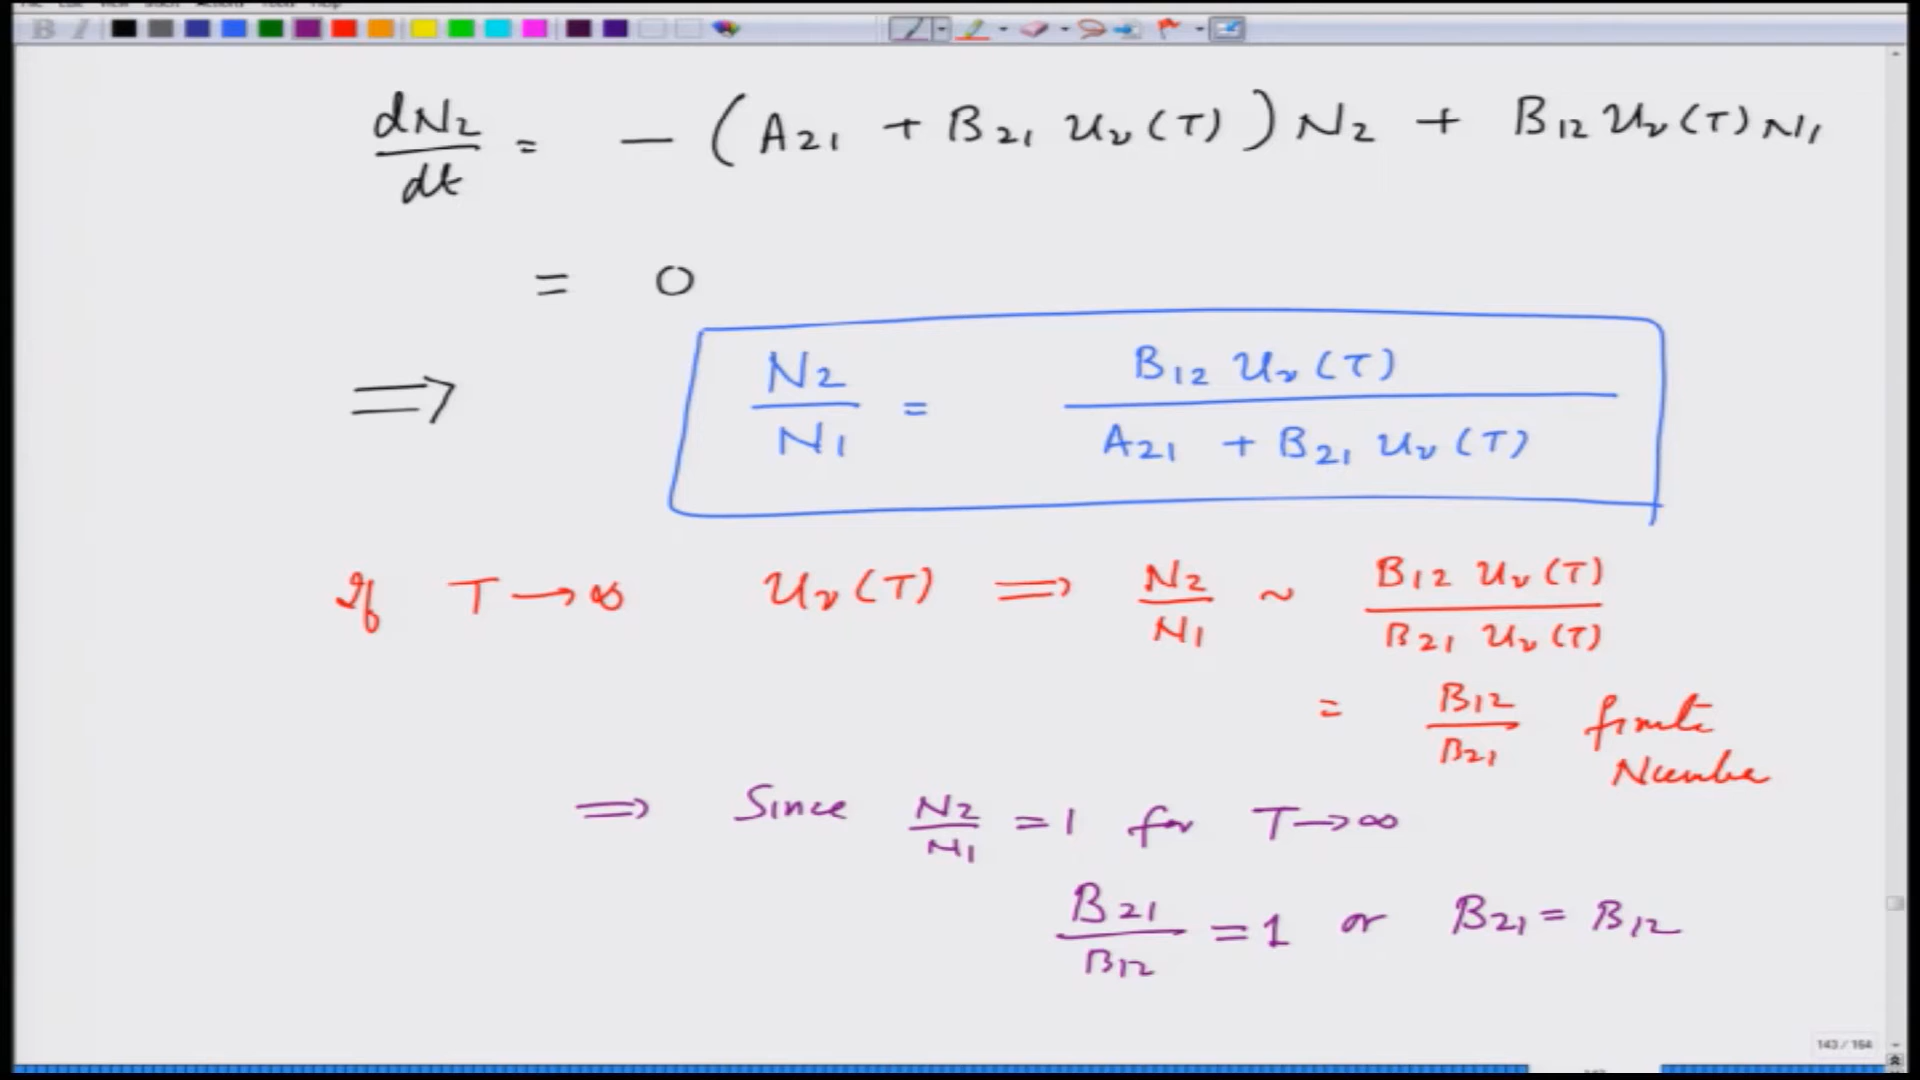 dN2/dt = - (A21 + B21 uν(T)) N2 + B12 uν(T) N1
= 0
⟹ N2/N1 = B12 uν(T) / A21 + B21 uν(T)
If T → ∞ uν(T) ⟹ N2/N1 ~ B12 uν(T) / B21 uν(T)
= B12/B21 finite Number
⟹ Since N2/N1 = 1 for T → ∞
B21/B12 = 1 or B21 = B12
143 / 164